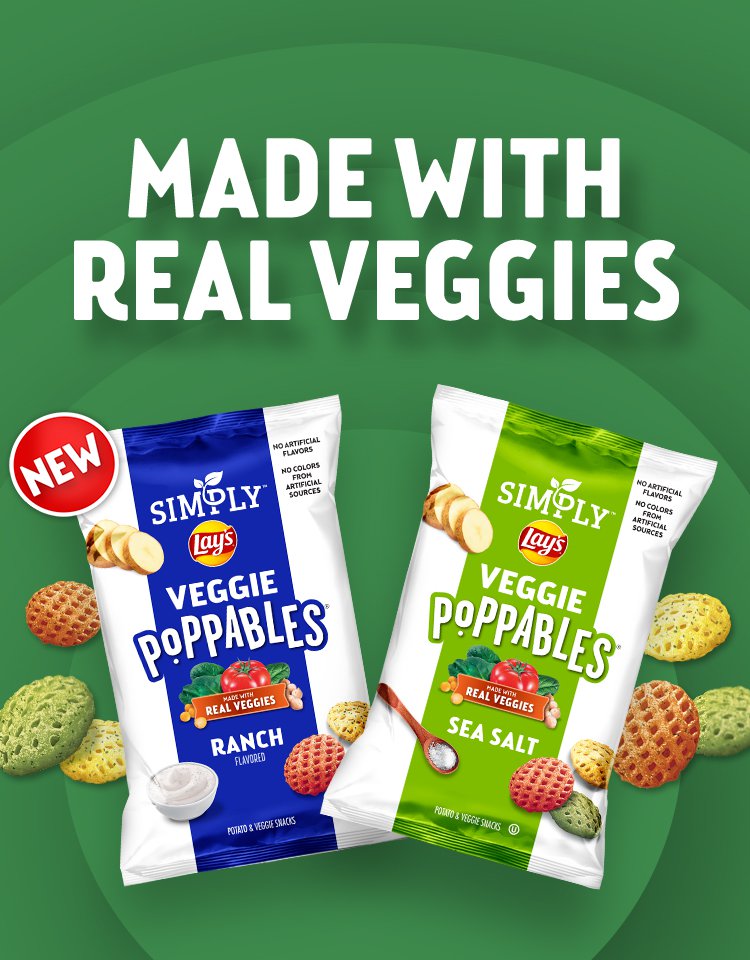 MADE WITH
REAL VEGGIES
NEW
NO ARTIFICIAL
FLAVORS
NO COLORS
FROM
ARTIFICIAL
SOURCES
SIMPLY™
Lay's
VEGGIE
POPPABLES®
MADE WITH
REAL VEGGIES
RANCH
FLAVORED
POTATO & VEGGIE SNACKS
NO ARTIFICIAL
FLAVORS
NO COLORS
FROM
ARTIFICIAL
SOURCES
SIMPLY™
Lay's
VEGGIE
POPPABLES®
MADE WITH
REAL VEGGIES
SEA SALT
POTATO & VEGGIE SNACKS U